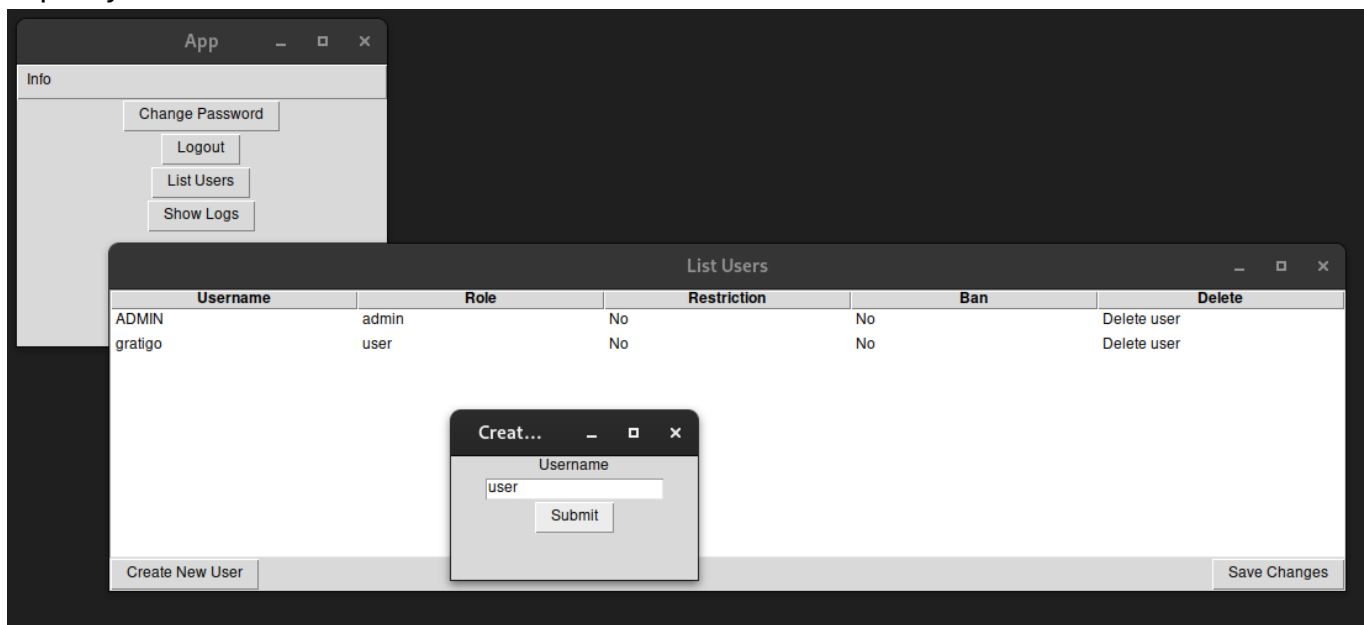 App
Info
Change Password
Logout
List Users
Show Logs
List Users
Username Role Restriction Ban Delete
ADMIN admin No No Delete user
gratigo user No No Delete user
Creat...
Username
user
Submit
Create New User Save Changes